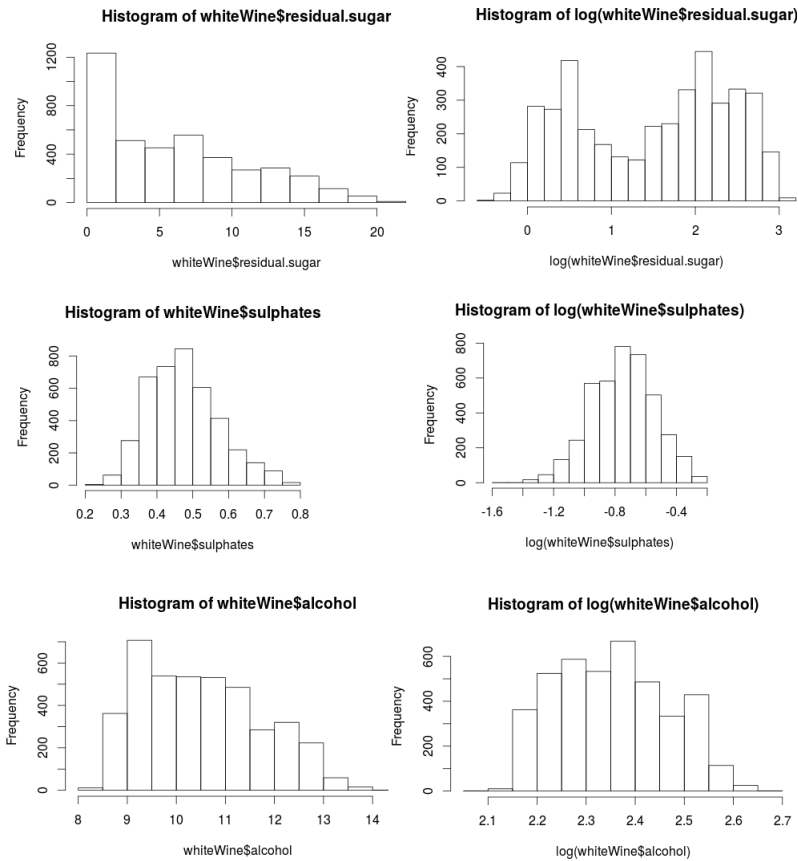 Histogram of whiteWine$residual.sugar
Frequency
0 400 800 1200
0 5 10 15 20
whiteWine$residual.sugar
Histogram of log(whiteWine$residual.sugar)
Frequency
0 100 200 300 400
0 1 2 3
log(whiteWine$residual.sugar)
Histogram of whiteWine$sulphates
Frequency
0 200 400 600 800
0.2 0.3 0.4 0.5 0.6 0.7 0.8
whiteWine$sulphates
Histogram of log(whiteWine$sulphates)
Frequency
0 200 400 600 800
-1.6 -1.2 -0.8 -0.4
log(whiteWine$sulphates)
Histogram of whiteWine$alcohol
Frequency
0 200 400 600
8 9 10 11 12 13 14
whiteWine$alcohol
Histogram of log(whiteWine$alcohol)
Frequency
0 200 400 600
2.1 2.2 2.3 2.4 2.5 2.6 2.7
log(whiteWine$alcohol)